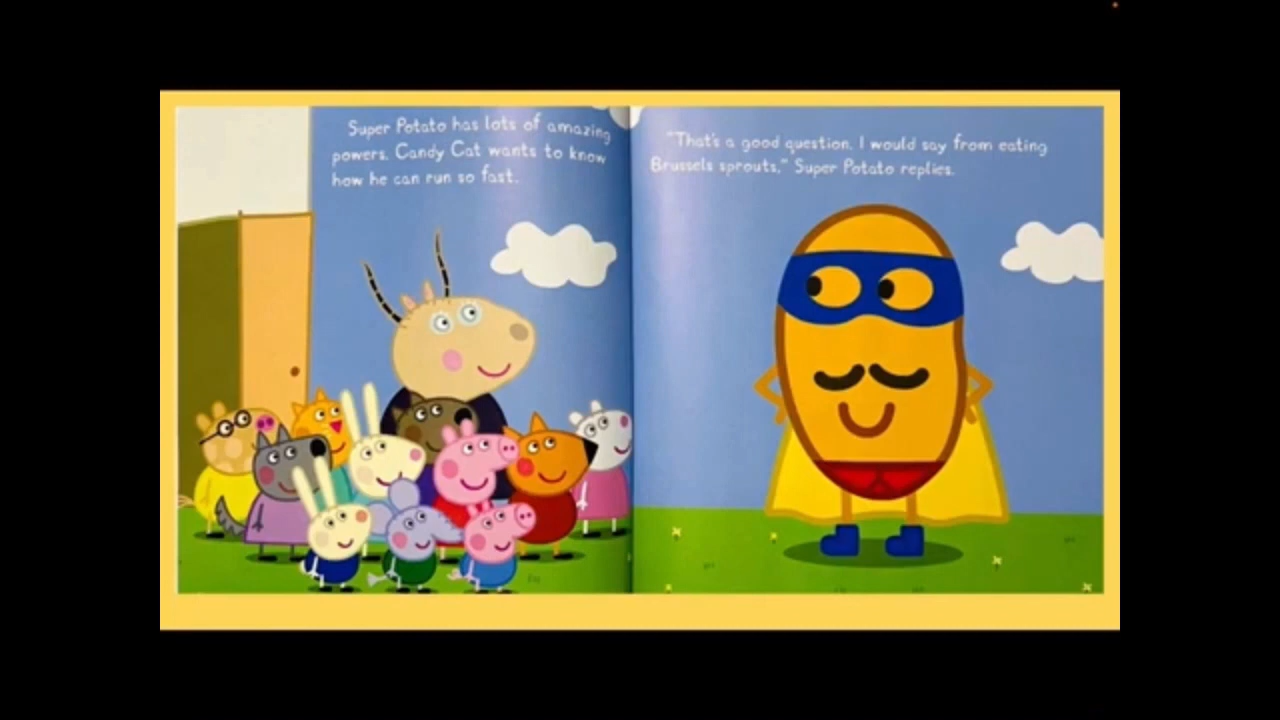 Super Potato has lots of amazing
powers. Candy Cat wants to know
how he can run so fast.
"That's a good question. I would say from eating
Brussels sprouts," Super Potato replies.